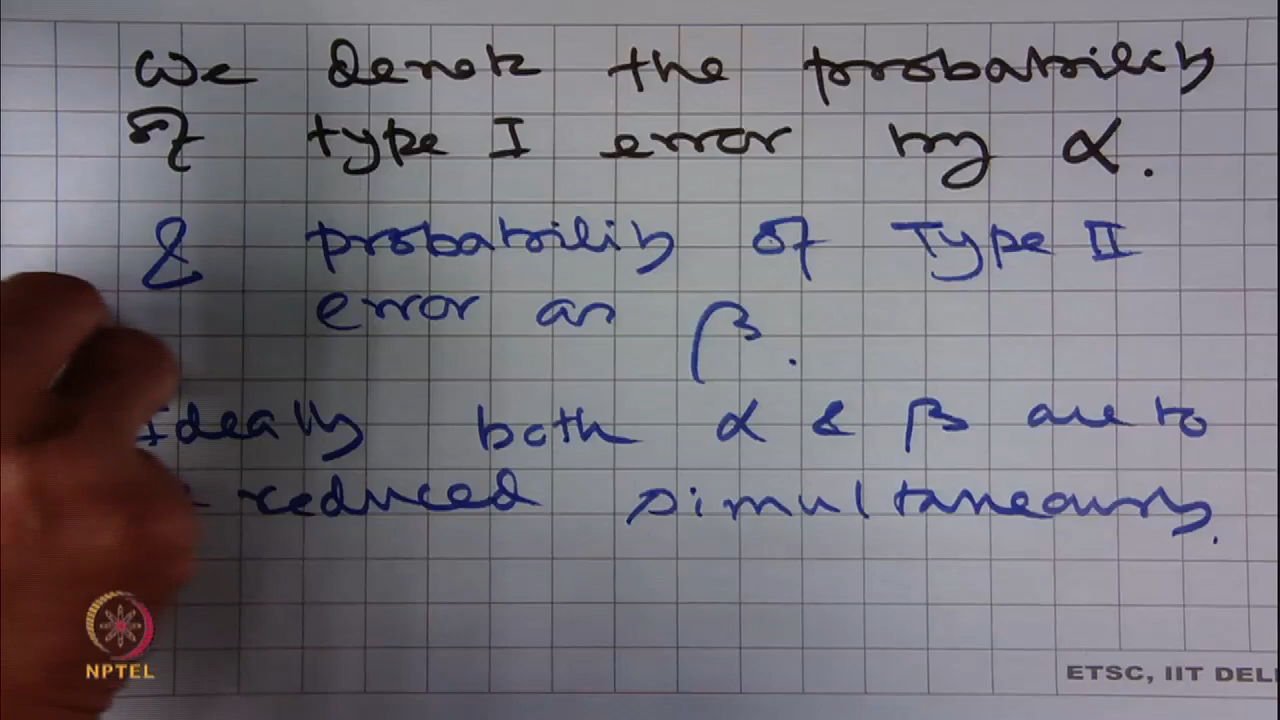 We denote the probability
of type I error by α.
& probability of Type II
error as β.
Ideally both α & β are to
reduced simultaneously.
NPTEL
ETSC, IIT DEL